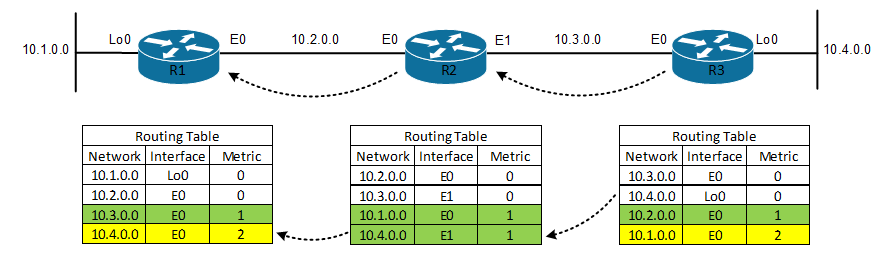 Lo0 E0 10.2.0.0 E0 E1 10.3.0.0 E0 Lo0
10.1.0.0 10.4.0.0
R1 R2 R3
Routing Table
Network Interface Metric
10.1.0.0 Lo0 0
10.2.0.0 E0 0
10.3.0.0 E0 1
10.4.0.0 E0 2
Routing Table
Network Interface Metric
10.2.0.0 E0 0
10.3.0.0 E1 0
10.1.0.0 E0 1
10.4.0.0 E1 1
Routing Table
Network Interface Metric
10.3.0.0 E0 0
10.4.0.0 Lo0 0
10.2.0.0 E0 1
10.1.0.0 E0 2